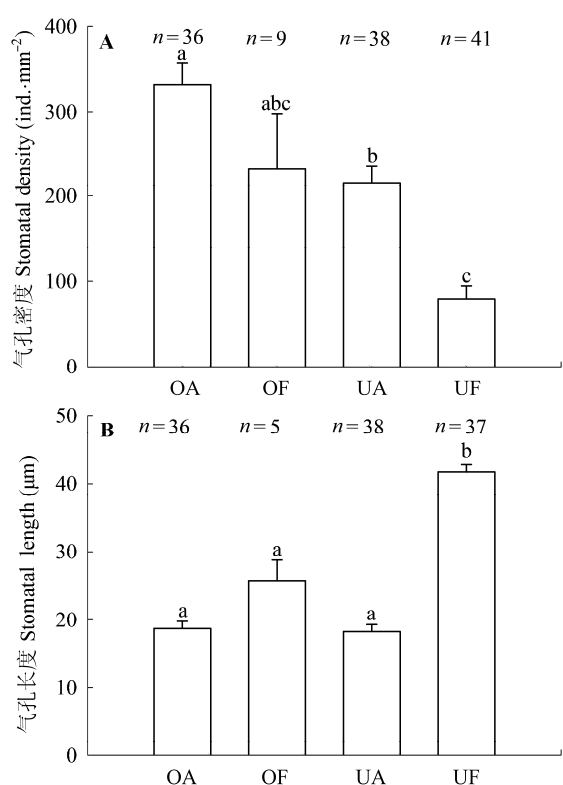 气孔密度 Stomatal density (ind.·mm⁻²)
400
300
200
100
0
A
n=36
n=9
n=38
n=41
a
abc
b
c
OA
OF
UA
UF
气孔长度 Stomatal length (μm)
50
40
30
20
10
0
B
n=36
n=5
n=38
n=37
a
a
a
b
OA
OF
UA
UF